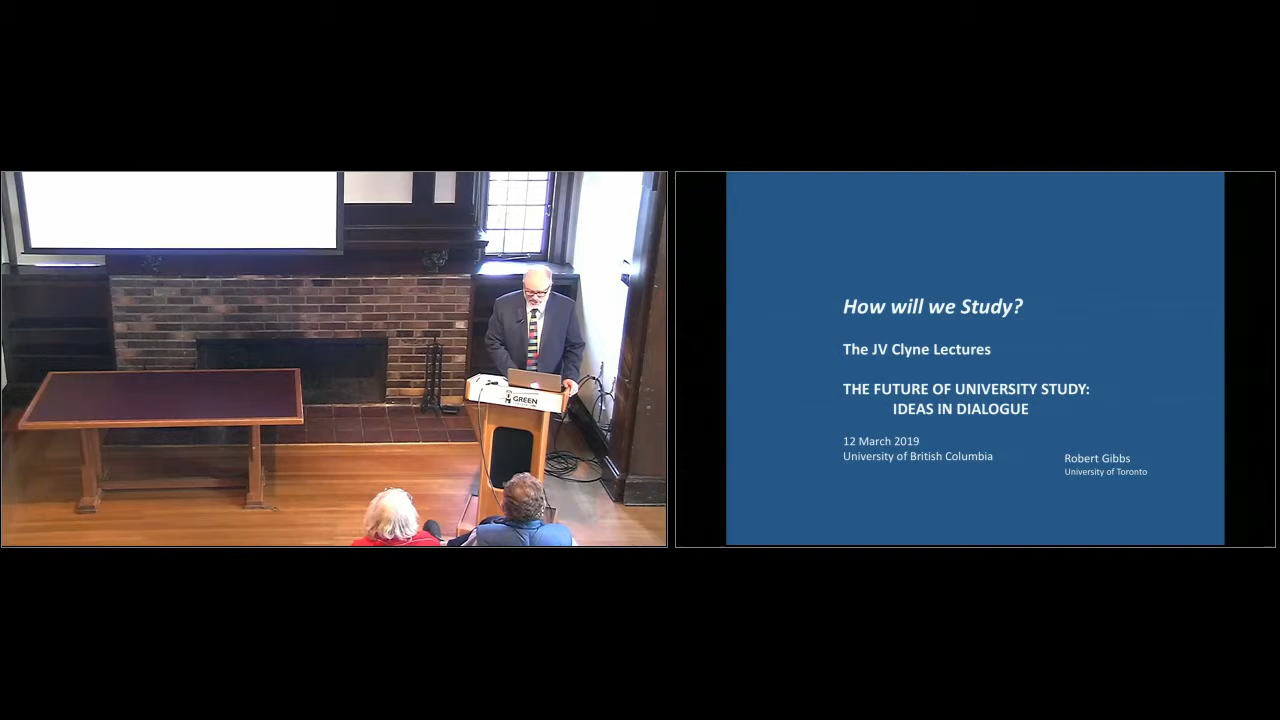 GREEN
How will we Study?
The JV Clyne Lectures
THE FUTURE OF UNIVERSITY STUDY:
IDEAS IN DIALOGUE
12 March 2019
University of British Columbia
Robert Gibbs
University of Toronto